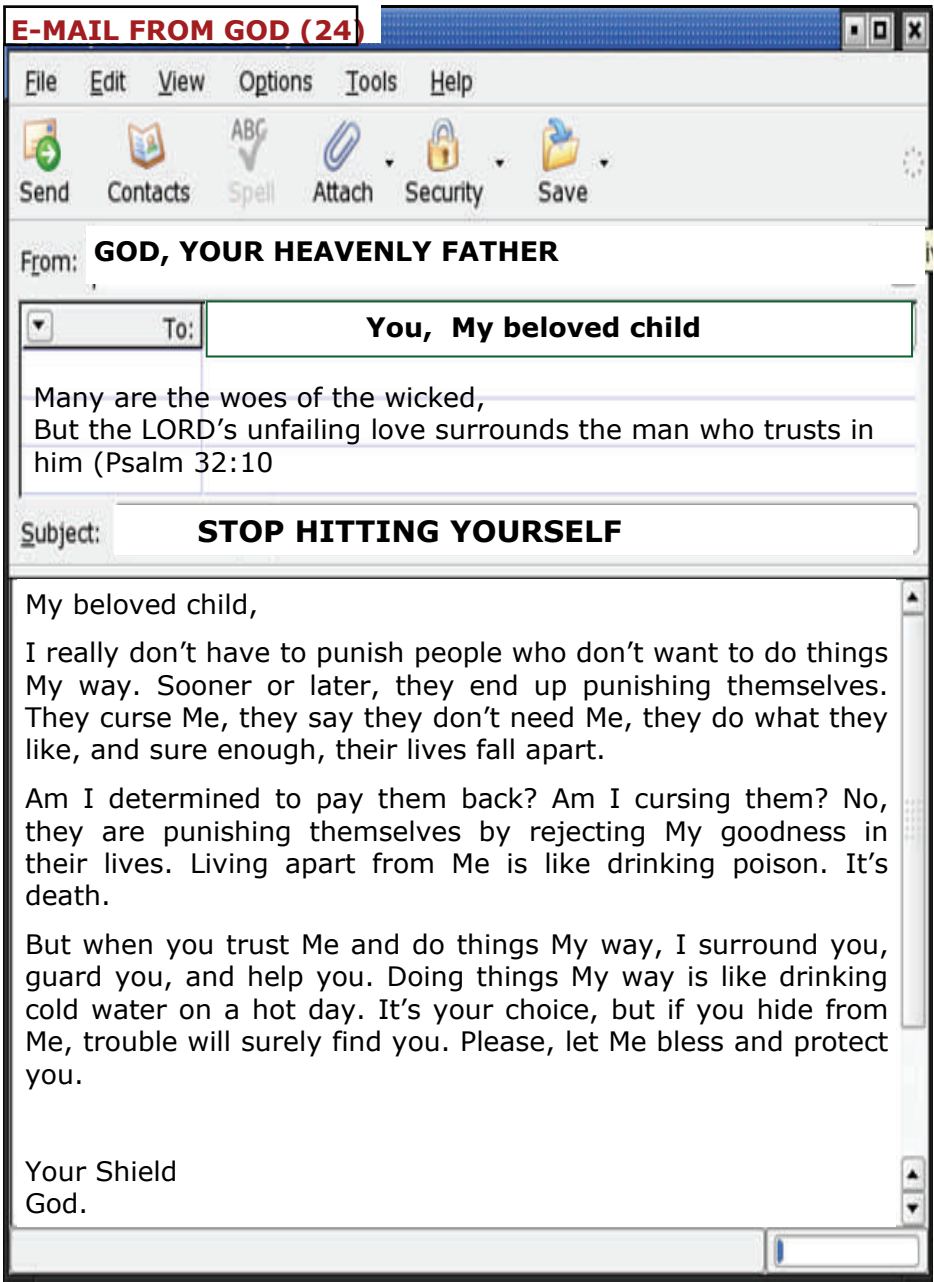 E-MAIL FROM GOD (24)
File Edit View Options Tools Help
ABC
Send Contacts Spell Attach Security Save
From: GOD, YOUR HEAVENLY FATHER
To: You, My beloved child
Many are the woes of the wicked,
But the LORD’s unfailing love surrounds the man who trusts in
him (Psalm 32:10
Subject: STOP HITTING YOURSELF
My beloved child,
I really don’t have to punish people who don’t want to do things
My way. Sooner or later, they end up punishing themselves.
They curse Me, they say they don’t need Me, they do what they
like, and sure enough, their lives fall apart.
Am I determined to pay them back? Am I cursing them? No,
they are punishing themselves by rejecting My goodness in
their lives. Living apart from Me is like drinking poison. It’s
death.
But when you trust Me and do things My way, I surround you,
guard you, and help you. Doing things My way is like drinking
cold water on a hot day. It’s your choice, but if you hide from
Me, trouble will surely find you. Please, let Me bless and protect
you.
Your Shield
God.